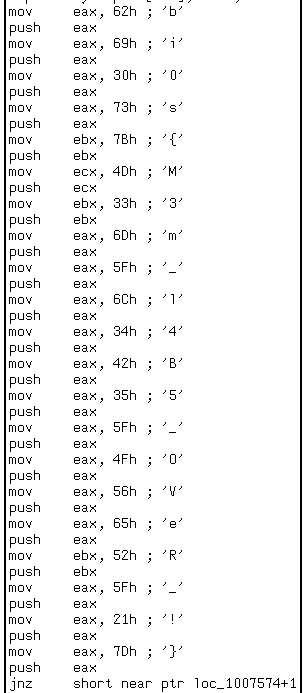 mov eax, 62h ; 'b'
push eax
mov eax, 69h ; 'i'
push eax
mov eax, 30h ; '0'
push eax
mov eax, 73h ; 's'
push eax
mov ebx, 7Bh ; '{'
push ebx
mov ecx, 4Dh ; 'M'
push ecx
mov ebx, 33h ; '3'
push ebx
mov eax, 6Dh ; 'm'
push eax
mov eax, 5Fh ; '_'
push eax
mov eax, 6Ch ; 'l'
push eax
mov eax, 34h ; '4'
push eax
mov eax, 42h ; 'B'
push eax
mov eax, 35h ; '5'
push eax
mov eax, 5Fh ; '_'
push eax
mov eax, 4Fh ; 'O'
push eax
mov eax, 56h ; 'V'
push eax
mov eax, 65h ; 'e'
push eax
mov ebx, 52h ; 'R'
push ebx
mov eax, 5Fh ; '_'
push eax
mov eax, 21h ; '!'
push eax
mov eax, 7Dh ; '}'
push eax
jnz short near ptr loc_1007574+1